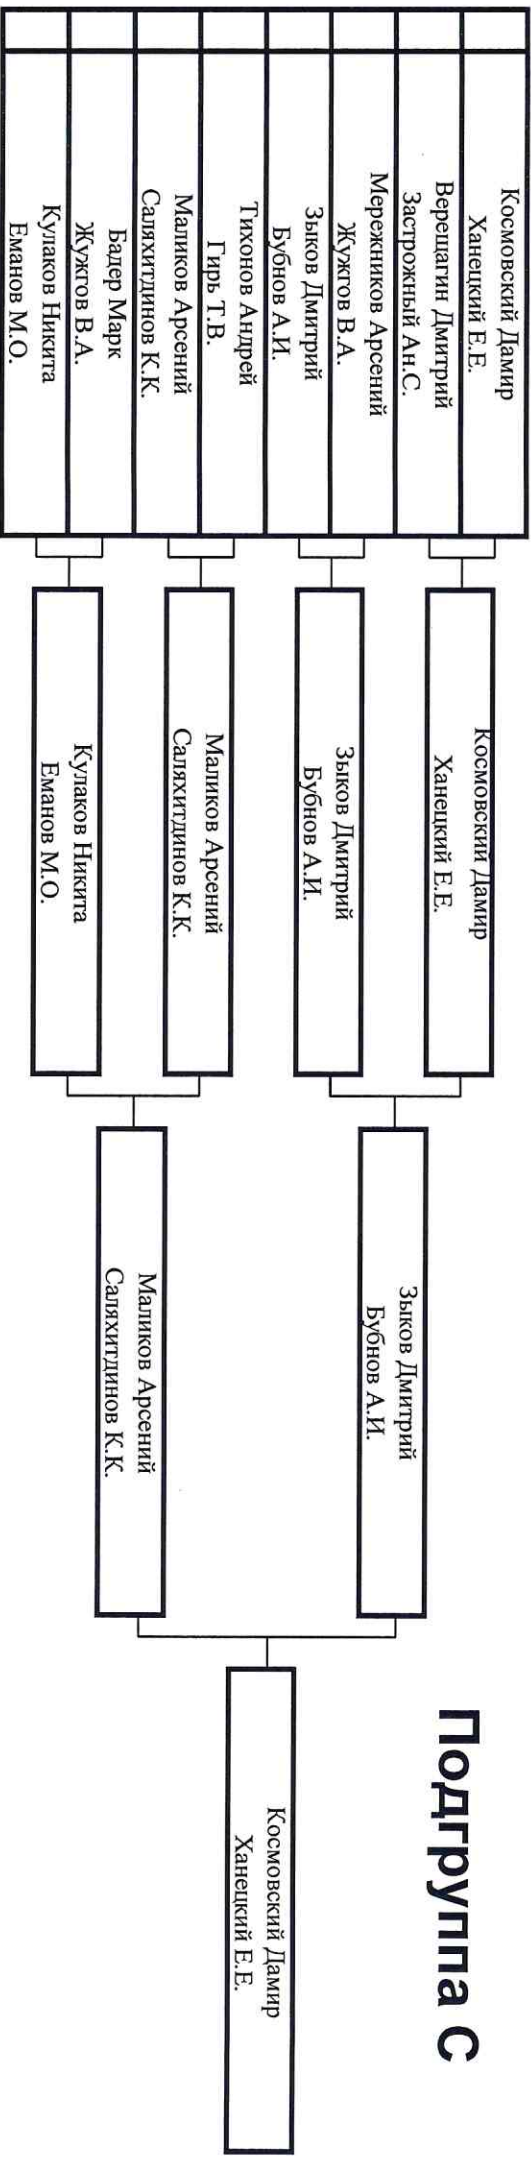 Подгруппа С
Космовский Дамир
Ханецкий Е.Е.
Верещагин Дмитрий
Застрожный Ан.С.
Мережников Арсений
Жужгов В.А.
Зыков Дмитрий
Бубнов А.И.
Тихонов Андрей
Гирь Т.В.
Маликов Арсений
Саляхитдинов К.К.
Бадер Марк
Жужгов В.А.
Кулаков Никита
Еманов М.О.
Космовский Дамир
Ханецкий Е.Е.
Зыков Дмитрий
Бубнов А.И.
Маликов Арсений
Саляхитдинов К.К.
Кулаков Никита
Еманов М.О.
Зыков Дмитрий
Бубнов А.И.
Маликов Арсений
Саляхитдинов К.К.
Космовский Дамир
Ханецкий Е.Е.